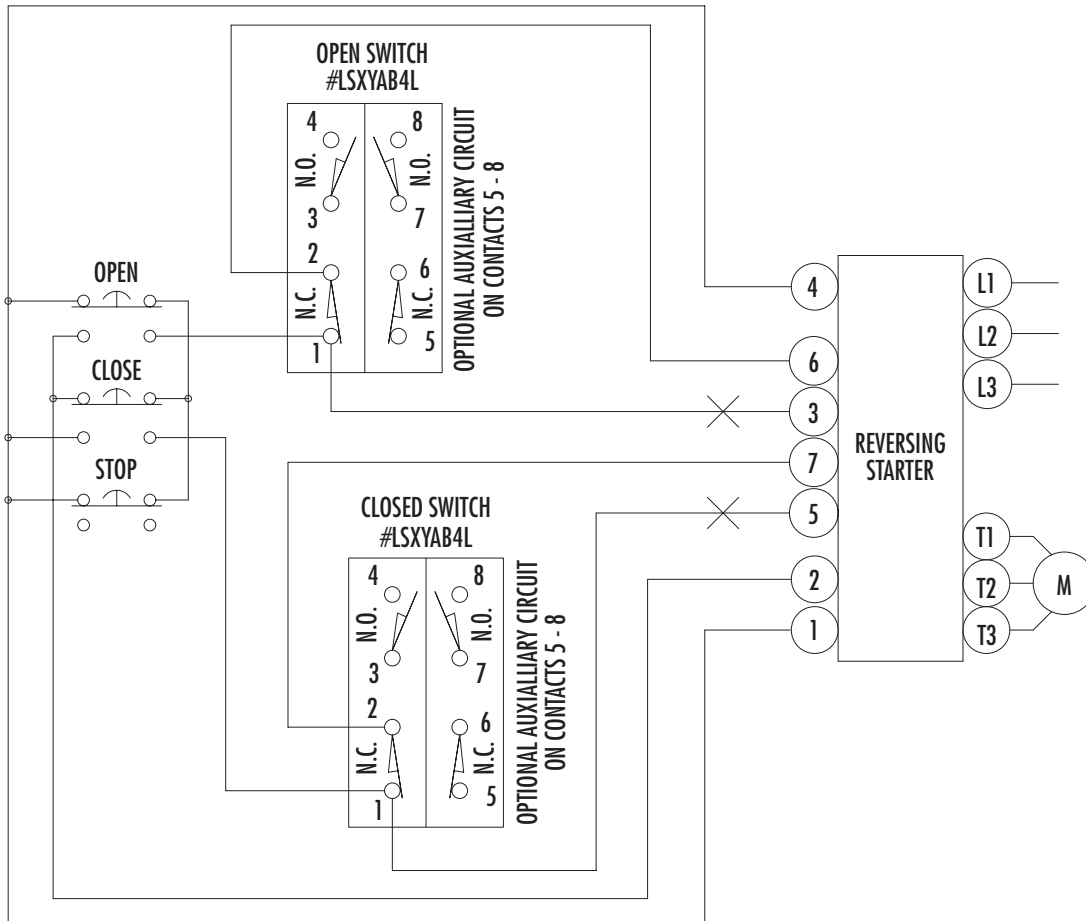 OPEN SWITCH
#LSXYAB4L
4
8
N.O.
N.O.
3
7
2
6
N.C.
N.C.
1
5
OPTIONAL AUXIALLIARY CIRCUIT
ON CONTACTS 5 - 8
OPEN
CLOSE
STOP
CLOSED SWITCH
#LSXYAB4L
4
8
N.O.
N.O.
3
7
2
6
N.C.
N.C.
1
5
OPTIONAL AUXIALLIARY CIRCUIT
ON CONTACTS 5 - 8
4
6
3
7
5
2
1
REVERSING
STARTER
L1
L2
L3
T1
T2
T3
M